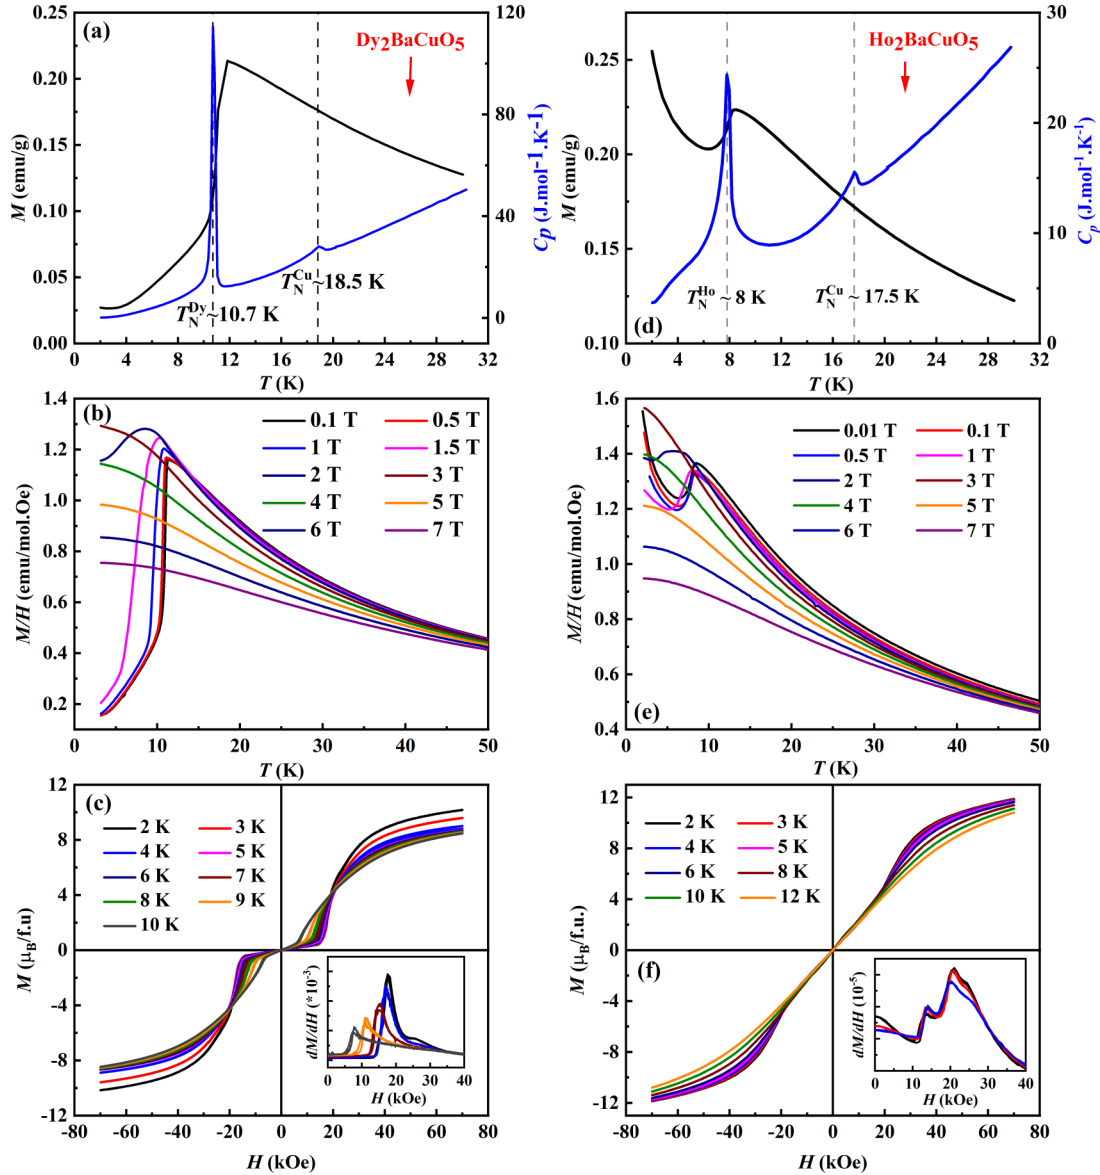 (a)
Dy₂BaCuO₅
0.25
0.20
0.15
0.10
0.05
0.00
M (emu/g)
120
80
40
0
Cₚ (J.mol⁻¹.K⁻¹)
T_N^Cu ~18.5 K
T_N^Dy ~10.7 K
0 4 8 12 16 20 24 28 32
T (K)
Ho₂BaCuO₅
0.25
0.20
0.15
0.10
M (emu/g)
30
20
10
0
Cₚ (J.mol⁻¹.K⁻¹)
T_N^Ho ~ 8 K
T_N^Cu ~ 17.5 K
(d)
0 4 8 12 16 20 24 28 32
T (K)
(b)
1.4
1.2
1.0
0.8
0.6
0.4
0.2
M/H (emu/mol.Oe)
0.1 T 0.5 T
1 T 1.5 T
2 T 3 T
4 T 5 T
6 T 7 T
0 10 20 30 40 50
T (K)
1.6
1.4
1.2
1.0
0.8
0.6
0.4
M/H (emu/mol.Oe)
0.01 T 0.1 T
0.5 T 1 T
2 T 3 T
4 T 5 T
6 T 7 T
(e)
0 10 20 30 40 50
T (K)
(c)
12
8
4
0
-4
-8
-12
M (μ_B/f.u)
2 K 3 K
4 K 5 K
6 K 7 K
8 K 9 K
10 K
dM/dH (*10⁻³)
0 10 20 30 40
H (kOe)
-80 -60 -40 -20 0 20 40 60 80
H (kOe)
12
8
4
0
-4
-8
-12
M (μ_B/f.u.)
2 K 3 K
4 K 5 K
6 K 8 K
10 K 12 K
(f)
dM/dH (10⁻⁵)
0 10 20 30 40
H (kOe)
-80 -60 -40 -20 0 20 40 60 80
H (kOe)